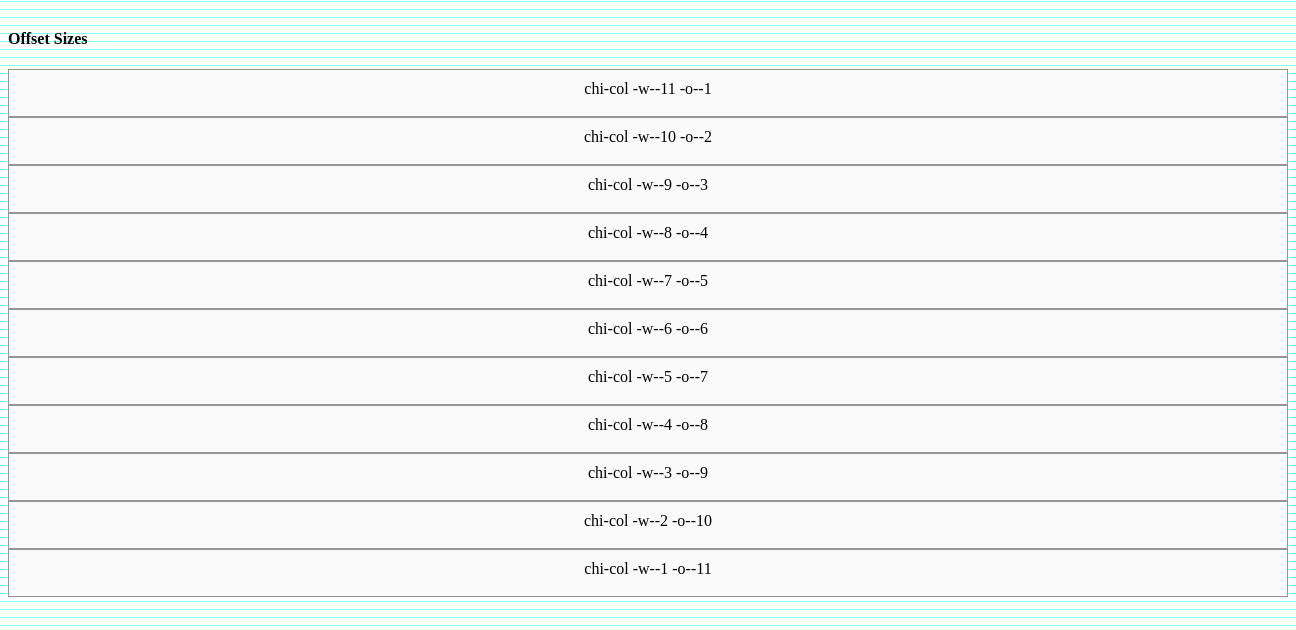 Offset Sizes
chi-col -w--11 -o--1
chi-col -w--10 -o--2
chi-col -w--9 -o--3
chi-col -w--8 -o--4
chi-col -w--7 -o--5
chi-col -w--6 -o--6
chi-col -w--5 -o--7
chi-col -w--4 -o--8
chi-col -w--3 -o--9
chi-col -w--2 -o--10
chi-col -w--1 -o--11